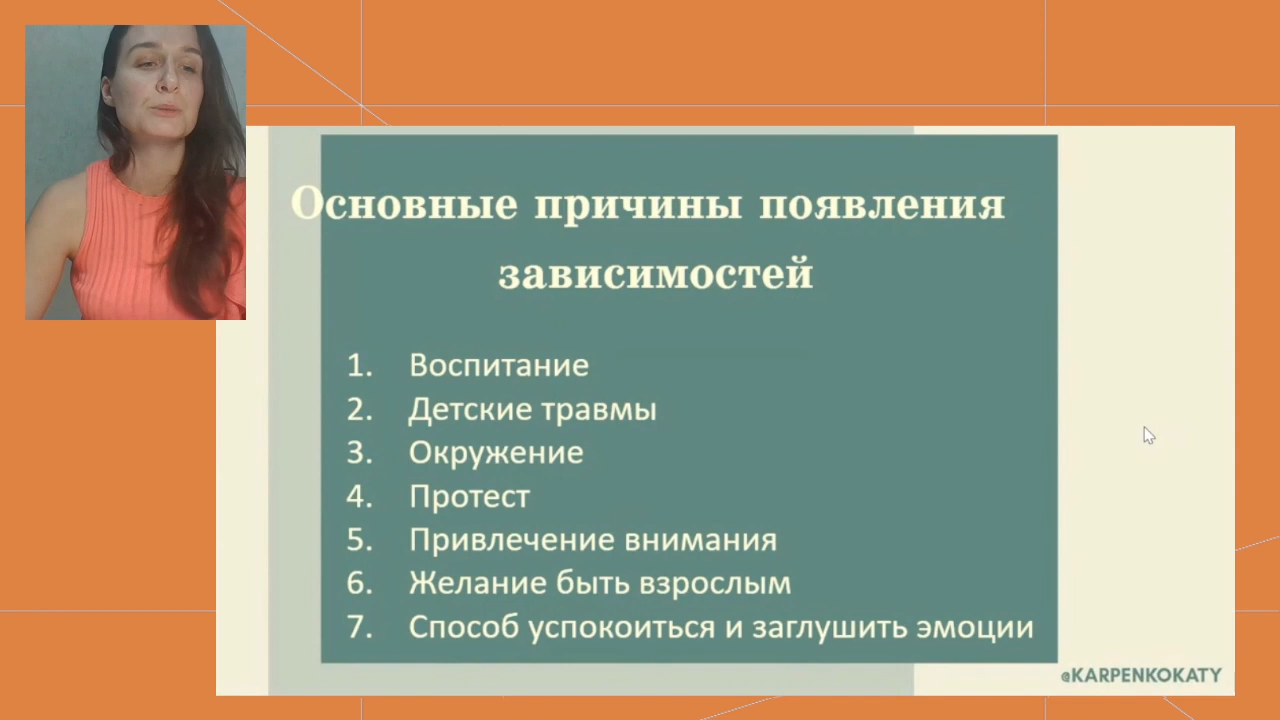 Основные причины появления
зависимостей
1. Воспитание
2. Детские травмы
3. Окружение
4. Протест
5. Привлечение внимания
6. Желание быть взрослым
7. Способ успокоиться и заглушить эмоции
@KARPENKOKATY